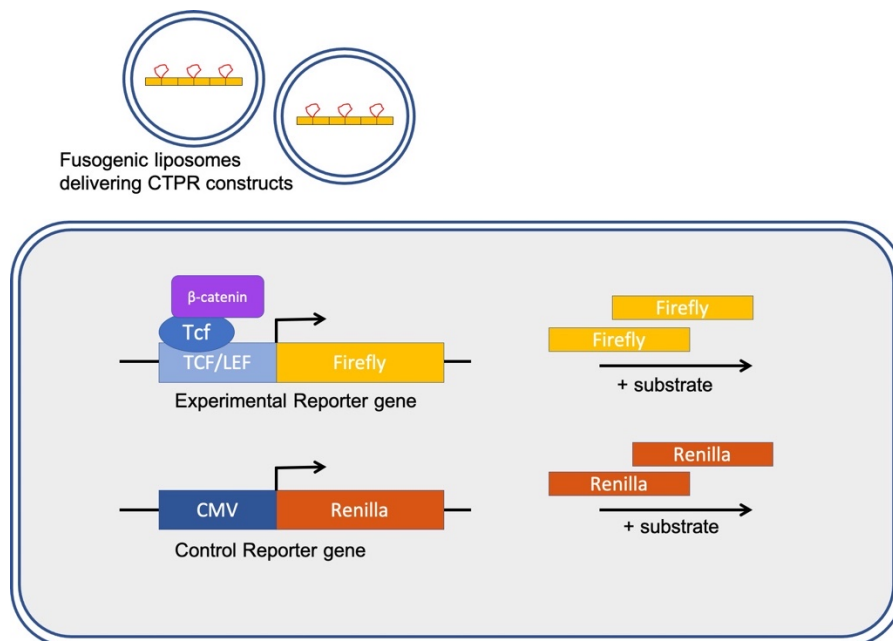 Fusogenic liposomes
delivering CTPR constructs
β-catenin
Tcf
TCF/LEF
Firefly
Experimental Reporter gene
Firefly
Firefly
+ substrate
CMV
Renilla
Control Reporter gene
Renilla
Renilla
+ substrate